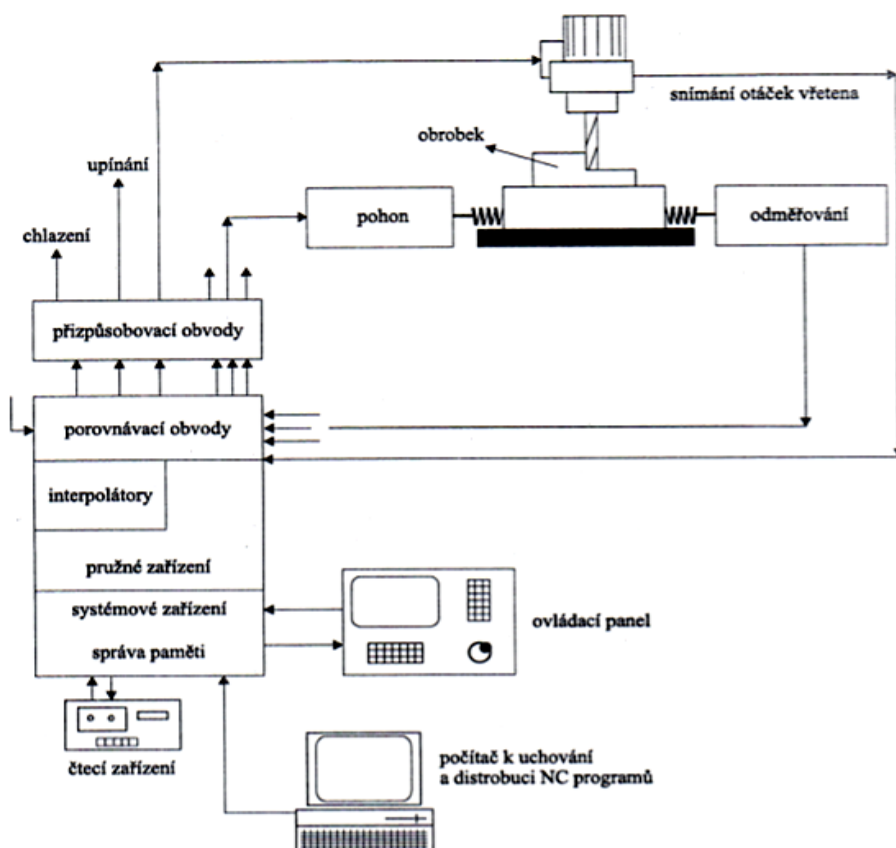 snímání otáček vřetena
obrobek
upínání
pohon
odměřování
chlazení
přizpůsobovací obvody
porovnávací obvody
interpolátory
pružné zařízení
systémové zařízení
ovládací panel
správa paměti
čtecí zařízení
počítač k uchování
a distrobuci NC programů